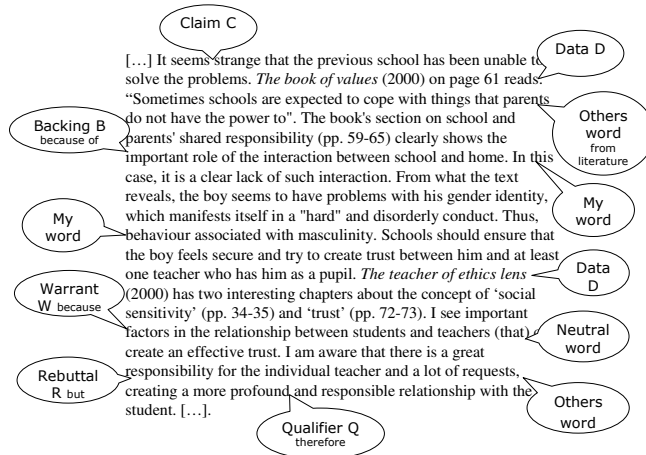 Claim C
[…] It seems strange that the previous school has been unable to
solve the problems. The book of values (2000) on page 61 reads:
“Sometimes schools are expected to cope with things that parents
do not have the power to". The book's section on school and
parents' shared responsibility (pp. 59-65) clearly shows the
important role of the interaction between school and home. In this
case, it is a clear lack of such interaction. From what the text
reveals, the boy seems to have problems with his gender identity,
which manifests itself in a "hard" and disorderly conduct. Thus,
behaviour associated with masculinity. Schools should ensure that
the boy feels secure and try to create trust between him and at least
one teacher who has him as a pupil. The teacher of ethics lens
(2000) has two interesting chapters about the concept of ‘social
sensitivity’ (pp. 34-35) and ‘trust’ (pp. 72-73). I see important
factors in the relationship between students and teachers (that)
create an effective trust. I am aware that there is a great
responsibility for the individual teacher and a lot of requests,
creating a more profound and responsible relationship with the
student. […].
Backing B
because of
My
word
Warrant
W because
Rebuttal
R but
Data D
Others
word
from
literature
My
word
Data
D
Neutral
word
Others
word
Qualifier Q
therefore